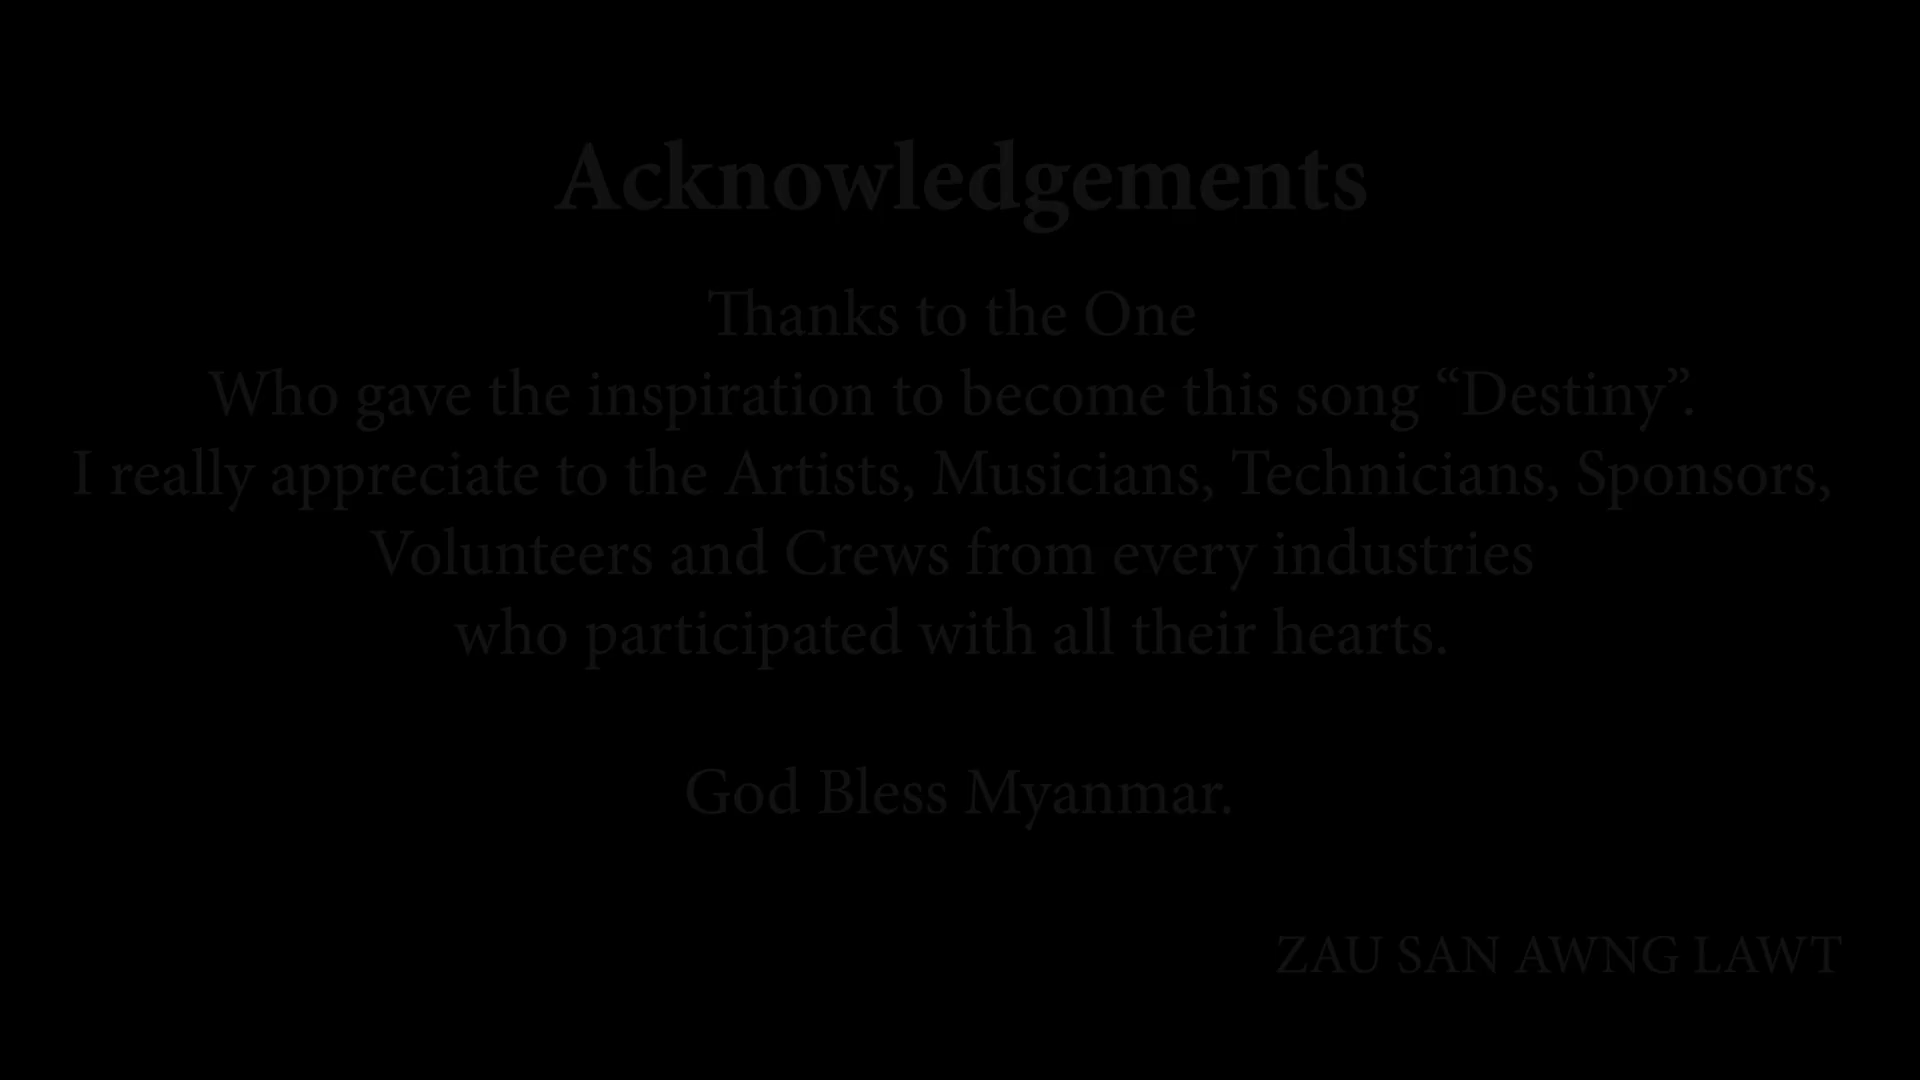 Acknowledgements
Thanks to the One
Who gave the inspiration to become this song “Destiny”.
I really appreciate to the Artists, Musicians, Technicians, Sponsors,
Volunteers and Crews from every industries
who participated with all their hearts.
God Bless Myanmar.
ZAU SAN AWNG LAWT